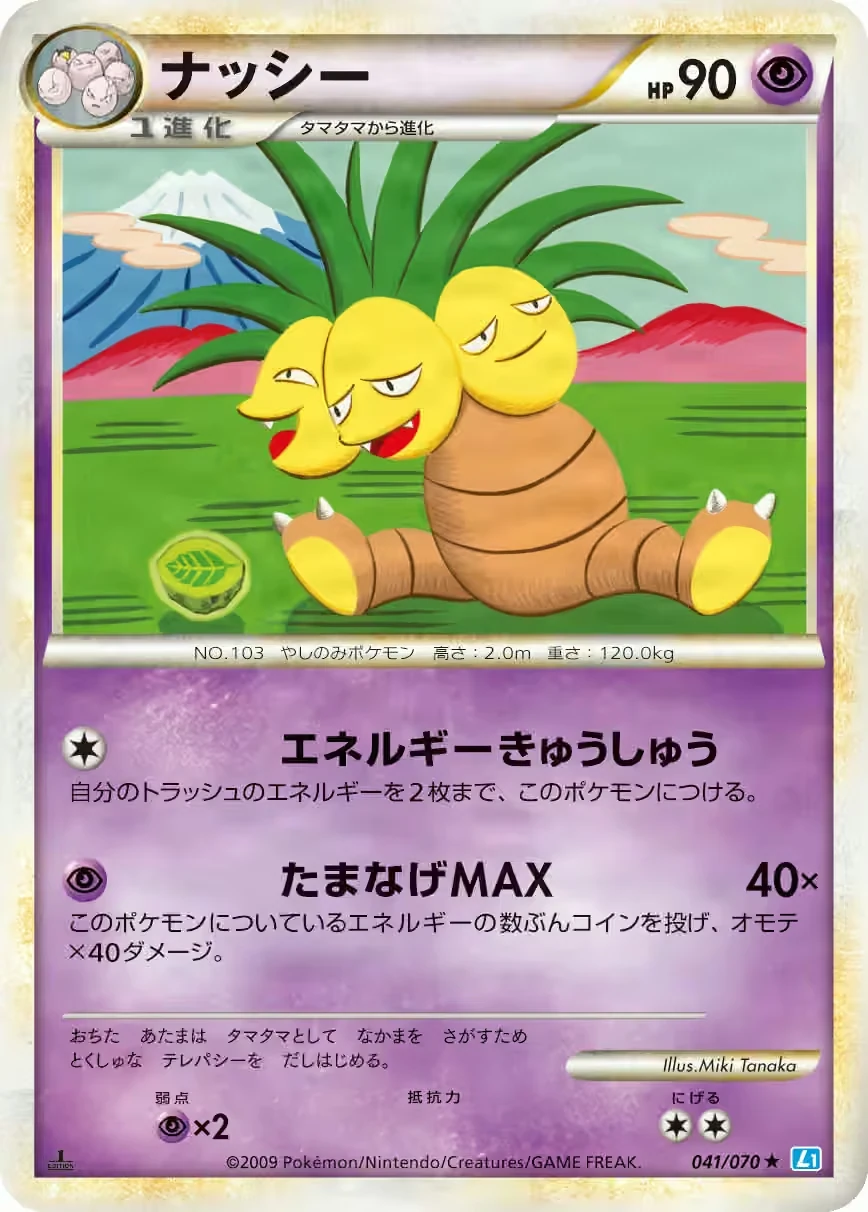 ナッシー
HP 90
1進化
タマタマから進化
NO.103 やしのみポケモン 高さ：2.0m 重さ：120.0kg
エネルギーきゅうしゅう
自分のトラッシュのエネルギーを2枚まで、このポケモンにつける。
たまなげMAX 40×
このポケモンについているエネルギーの数ぶんコインを投げ、オモテ
×40ダメージ。
おちた あたまは タマタマとして なかまを さがすため
とくしゅな テレパシーを だしはじめる。
Illus.Miki Tanaka
弱点 抵抗力 にげる
×2
1 EDITION
©2009 Pokémon/Nintendo/Creatures/GAME FREAK.
041/070 ★ L1